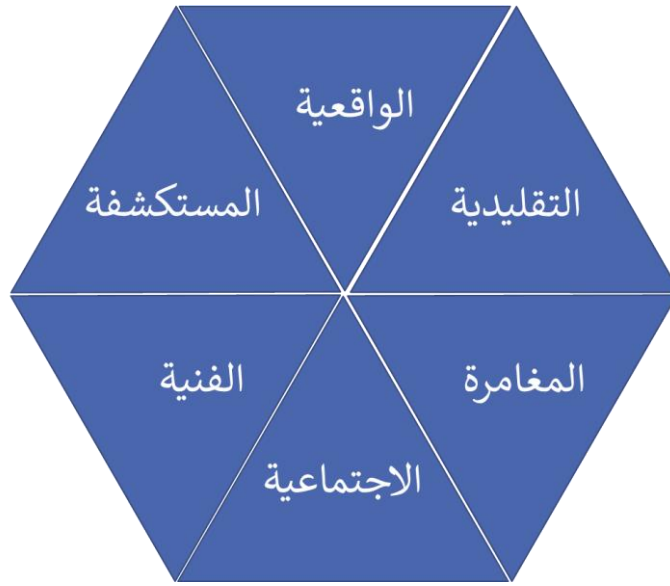 الواقعية
التقليدية
المستكشفة
المغامرة
الفنية
الاجتماعية